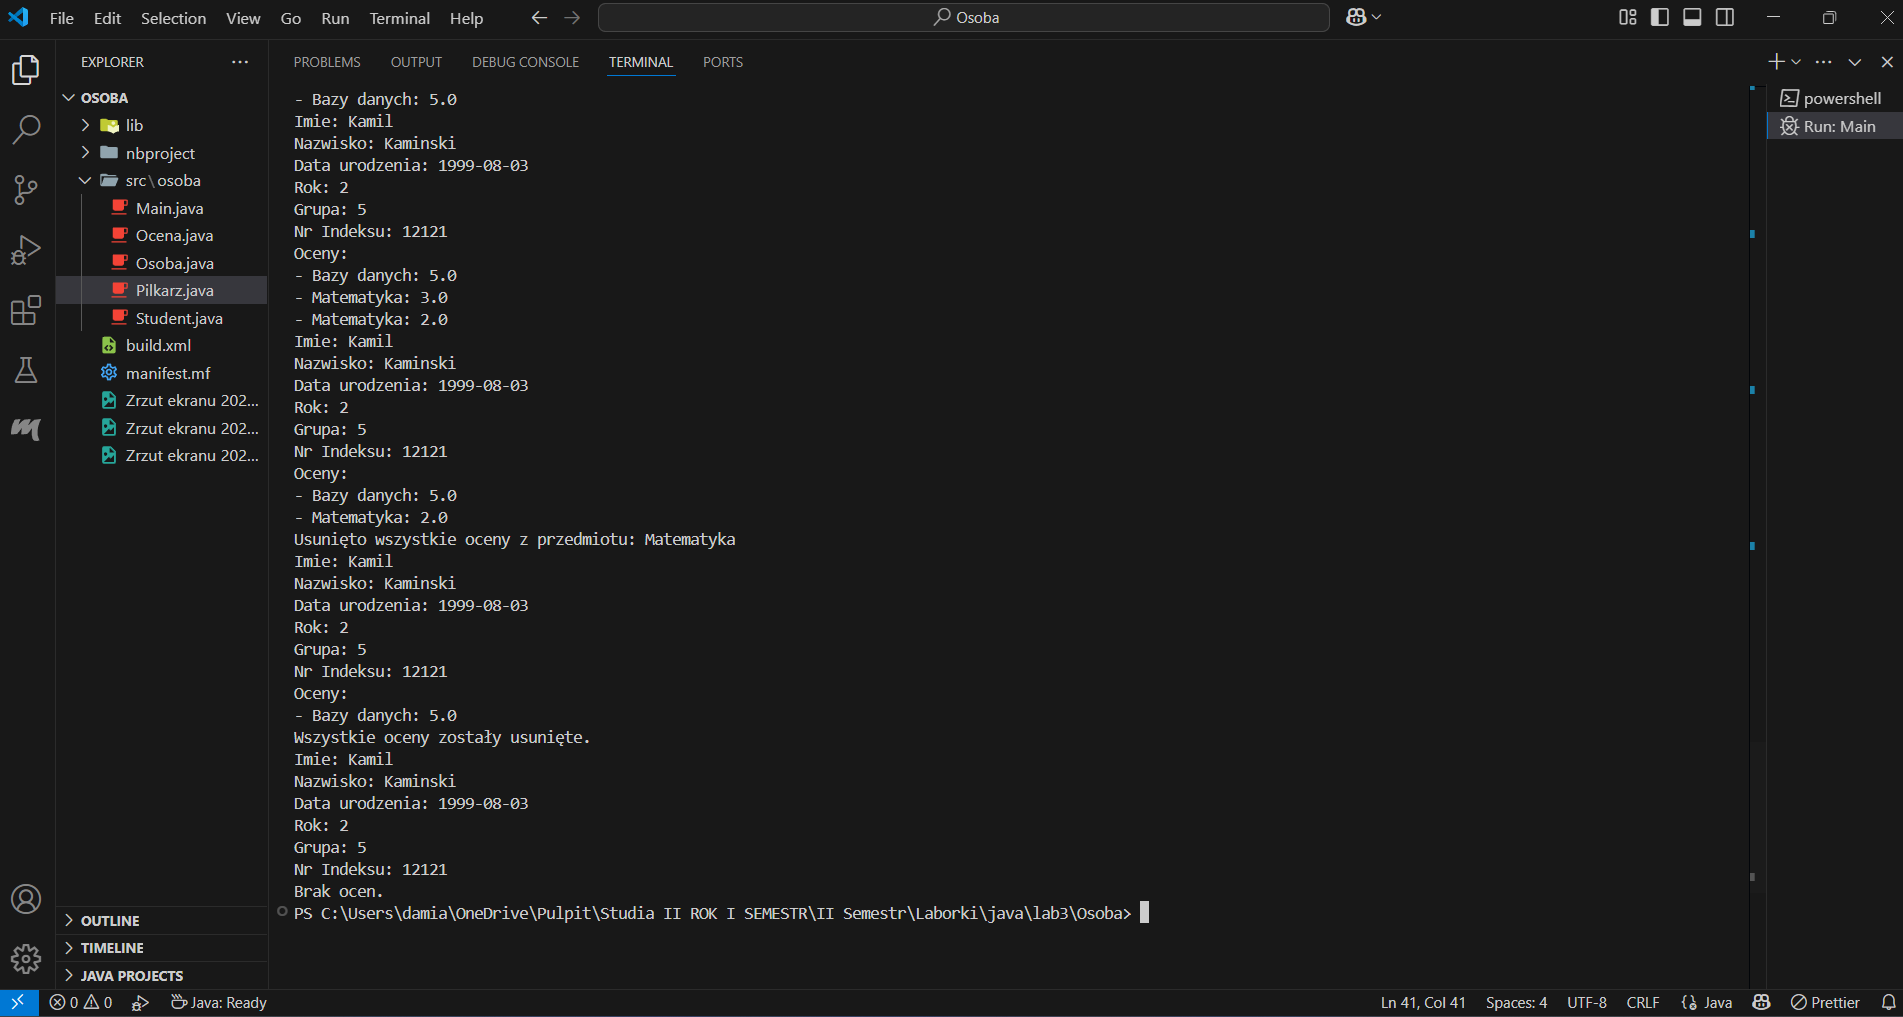 File Edit Selection View Go Run Terminal Help
Osoba
EXPLORER
OSOBA
lib
nbproject
src\osoba
Main.java
Ocena.java
Osoba.java
Pilkarz.java
Student.java
build.xml
manifest.mf
Zrzut ekranu 202...
Zrzut ekranu 202...
Zrzut ekranu 202...
OUTLINE
TIMELINE
JAVA PROJECTS
PROBLEMS OUTPUT DEBUG CONSOLE TERMINAL PORTS
- Bazy danych: 5.0
Imie: Kamil
Nazwisko: Kaminski
Data urodzenia: 1999-08-03
Rok: 2
Grupa: 5
Nr Indeksu: 12121
Oceny:
- Bazy danych: 5.0
- Matematyka: 3.0
- Matematyka: 2.0
Imie: Kamil
Nazwisko: Kaminski
Data urodzenia: 1999-08-03
Rok: 2
Grupa: 5
Nr Indeksu: 12121
Oceny:
- Bazy danych: 5.0
- Matematyka: 2.0
Usunięto wszystkie oceny z przedmiotu: Matematyka
Imie: Kamil
Nazwisko: Kaminski
Data urodzenia: 1999-08-03
Rok: 2
Grupa: 5
Nr Indeksu: 12121
Oceny:
- Bazy danych: 5.0
Wszystkie oceny zostały usunięte.
Imie: Kamil
Nazwisko: Kaminski
Data urodzenia: 1999-08-03
Rok: 2
Grupa: 5
Nr Indeksu: 12121
Brak ocen.
PS C:\Users\damia\OneDrive\Pulpit\Studia II ROK I SEMESTR\II Semestr\Laborki\java\lab3\Osoba>
powershell
Run: Main
0 0 Java: Ready
Ln 41, Col 41 Spaces: 4 UTF-8 CRLF Java Prettier